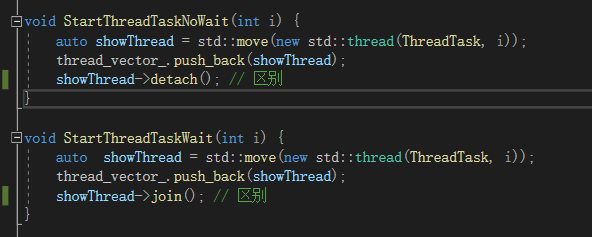 void StartThreadTaskNoWait(int i) {
auto showThread = std::move(new std::thread(ThreadTask, i));
thread_vector_.push_back(showThread);
showThread->detach(); // 区别
}
void StartThreadTaskWait(int i) {
auto  showThread = std::move(new std::thread(ThreadTask, i));
thread_vector_.push_back(showThread);
showThread->join(); // 区别
}